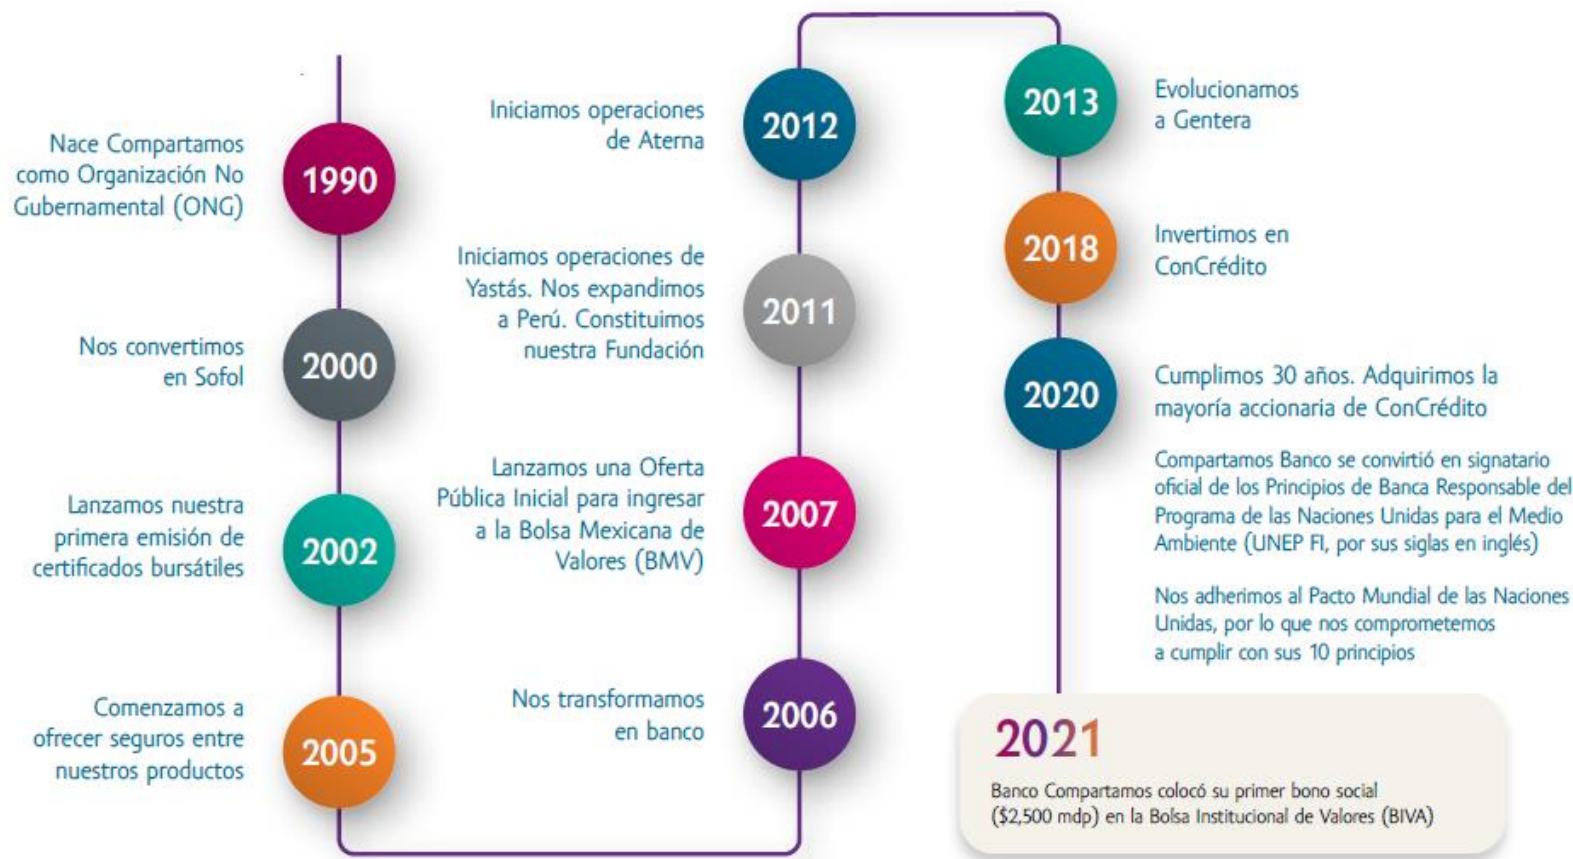 Nace Compartamos
como Organización No
Gubernamental (ONG)
1990
Nos convertimos
en Sofol
2000
Lanzamos nuestra
primera emisión de
certificados bursátiles
2002
Comenzamos a
ofrecer seguros entre
nuestros productos
2005
Nos transformamos
en banco
2006
Lanzamos una Oferta
Pública Inicial para ingresar
a la Bolsa Mexicana de
Valores (BMV)
2007
Iniciamos operaciones de
Yastás. Nos expandimos
a Perú. Constituimos
nuestra Fundación
2011
Iniciamos operaciones
de Aterna
2012
2013
Evolucionamos
a Gentera
2018
Invertimos en
ConCrédito
2020
Cumplimos 30 años. Adquirimos la
mayoría accionaria de ConCrédito
Compartamos Banco se convirtió en signatario
oficial de los Principios de Banca Responsable del
Programa de las Naciones Unidas para el Medio
Ambiente (UNEP FI, por sus siglas en inglés)
Nos adherimos al Pacto Mundial de las Naciones
Unidas, por lo que nos comprometemos
a cumplir con sus 10 principios
2021
Banco Compartamos colocó su primer bono social
($2,500 mdp) en la Bolsa Institucional de Valores (BIVA)